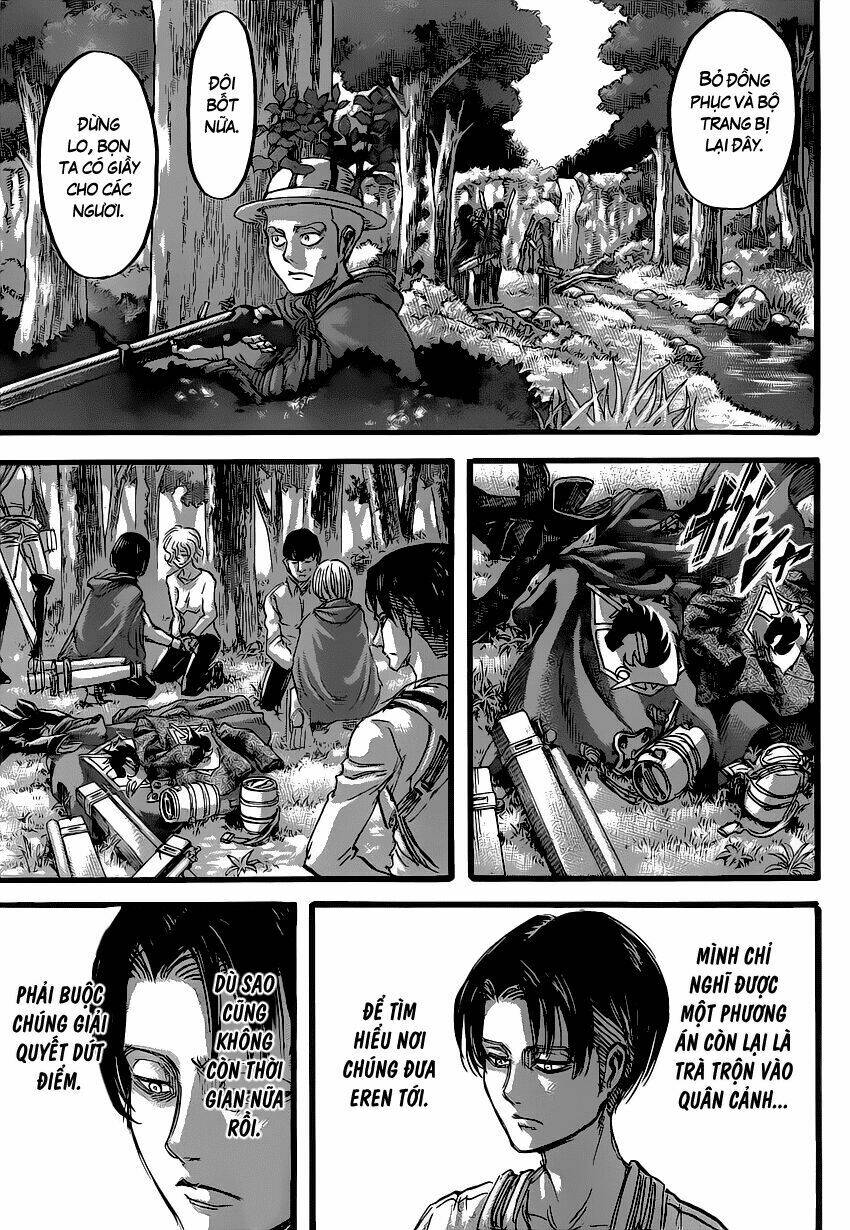 BỎ ĐỒNG
PHỤC VÀ BỘ
TRANG BỊ
LẠI ĐÂY.
ĐÔI
BỐT
NỮA.
ĐỪNG
LO, BỌN
TA CÓ GIẦY
CHO CÁC
NGƯƠI.
ガシャ
MÌNH CHỈ
NGHĨ ĐƯỢC
MỘT PHƯƠNG
ÁN CÒN LẠI LÀ
TRÀ TRỘN VÀO
QUÂN CẢNH...
ĐỂ TÌM
HIỂU NƠI
CHÚNG ĐƯA
EREN TỚI.
DÙ SAO
CŨNG
KHÔNG
CÒN THỜI
GIAN NỮA
RỒI.
PHẢI BUỘC
CHÚNG GIẢI
QUYẾT DỨT
ĐIỂM.